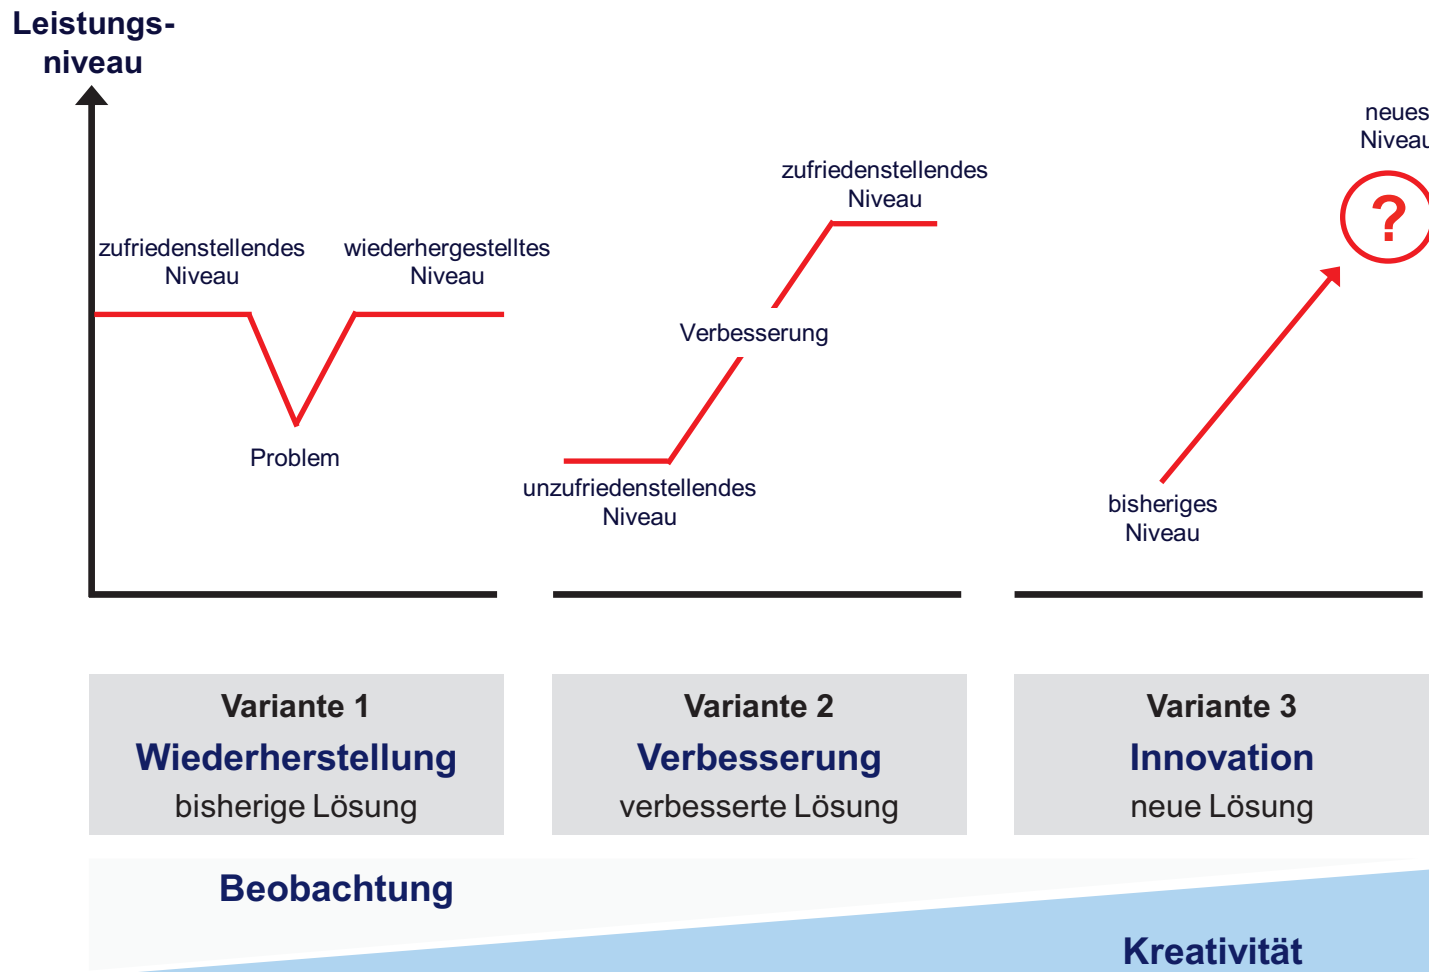 Leistungs-
niveau
neues
Niveau
?
zufriedenstellendes
Niveau
zufriedenstellendes
Niveau
wiederhergestelltes
Niveau
Verbesserung
Problem
unzufriedenstellendes
Niveau
bisheriges
Niveau
Variante 1
Wiederherstellung
bisherige Lösung
Variante 2
Verbesserung
verbesserte Lösung
Variante 3
Innovation
neue Lösung
Beobachtung
Kreativität